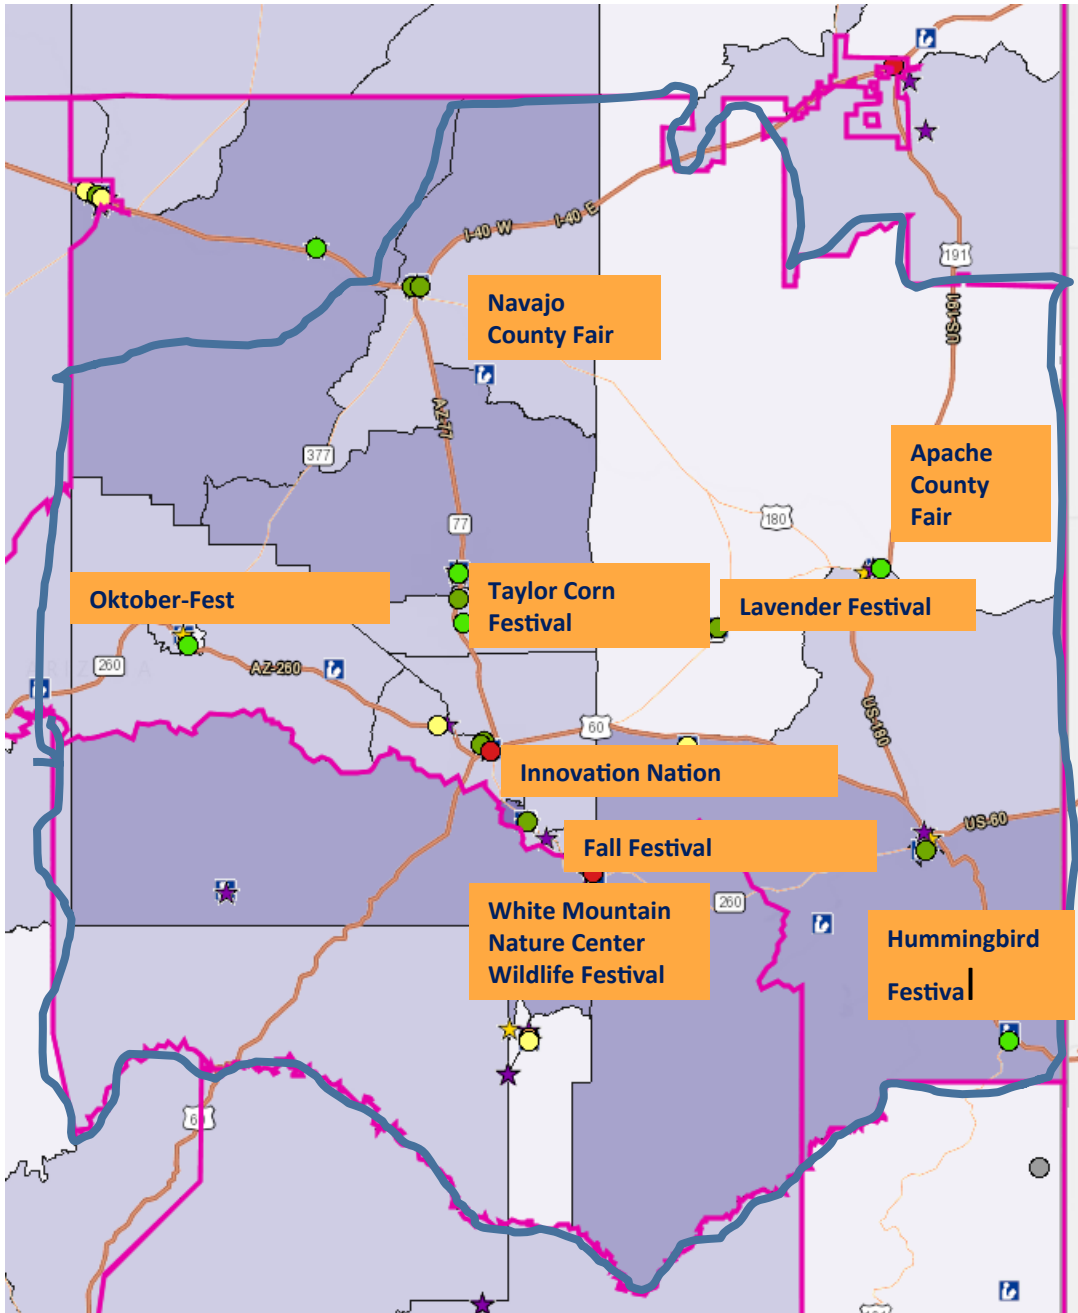 I-40 W
I-40 E
191
US-191
Navajo
County Fair
AZ-77
377
Apache
County
Fair
180
77
Oktober-Fest
Taylor Corn
Festival
Lavender Festival
260
ARIZONA
AZ-260
60
US-180
Innovation Nation
US-60
Fall Festival
260
White Mountain
Nature Center
Wildlife Festival
Hummingbird
Festival